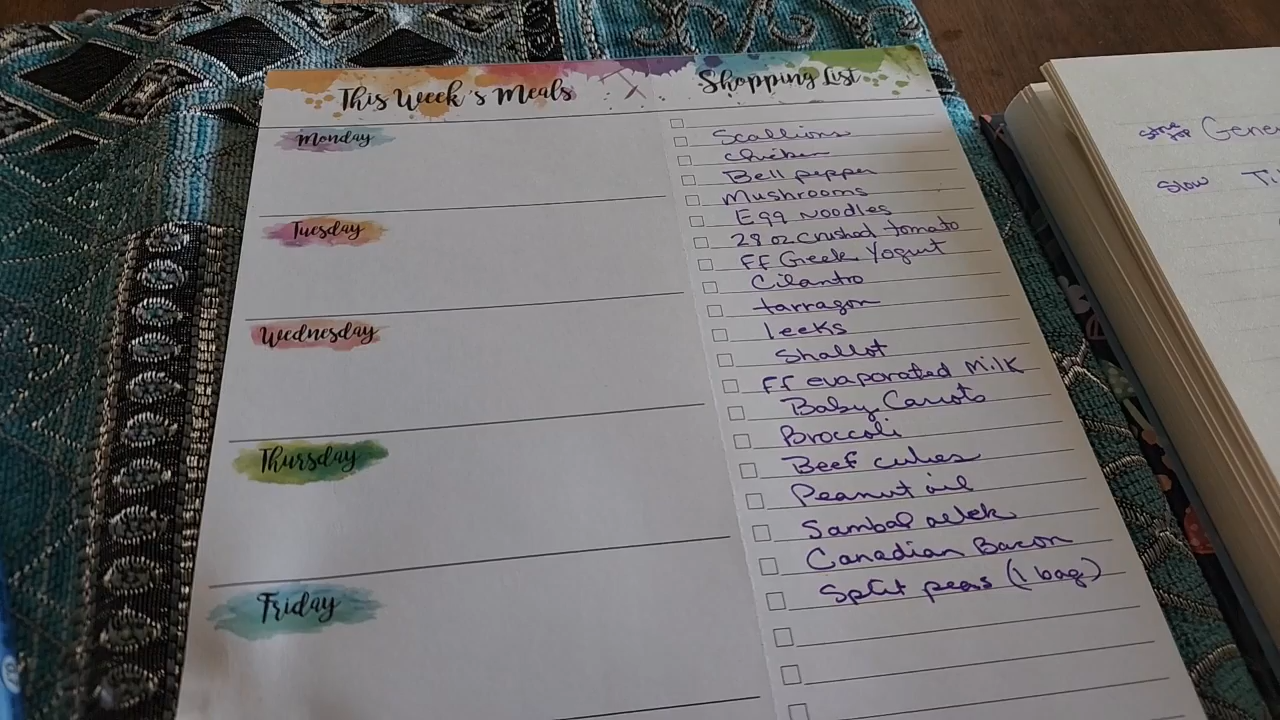 This Week's Meals
Monday
Tuesday
Wednesday
Thursday
Friday
Shopping List
Scallions
Chicken
Bell pepper
Mushrooms
Egg Noodles
28 oz crushed tomato
FF Greek Yogurt
Cilantro
tarragon
leeks
Shallot
FF evaporated Milk
Baby Carrots
Broccoli
Beef cubes
Peanut oil
Sambal oelek
Canadian Bacon
Split peas (1 bag)
Gene
Slow Ti